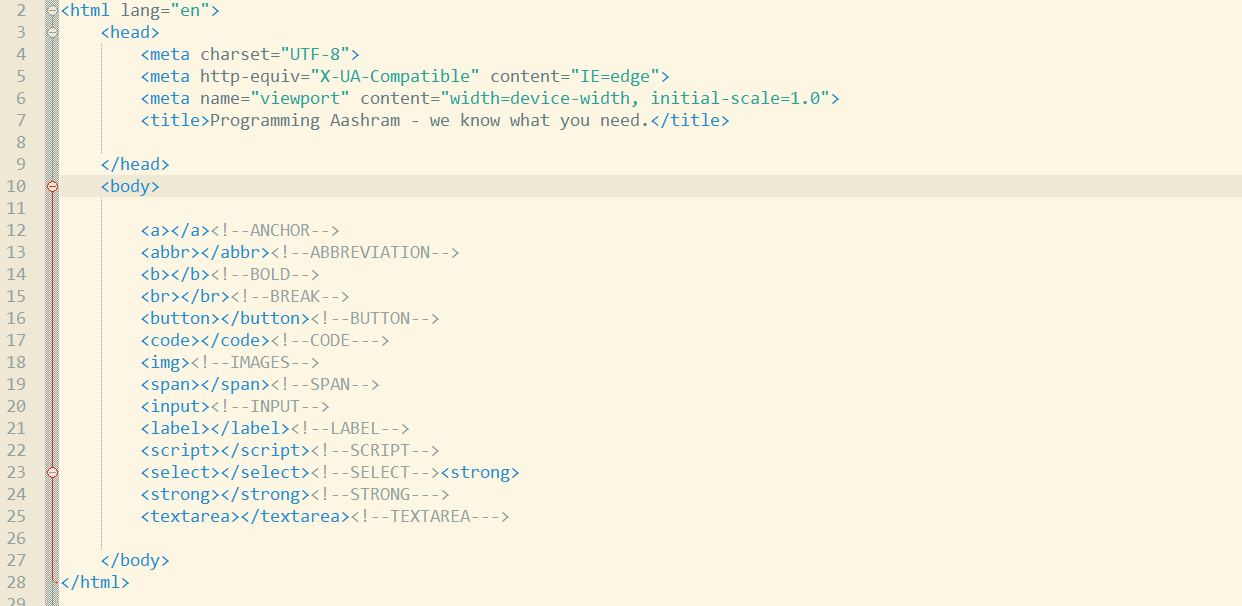 2 <html lang="en">
3 <head>
4 <meta charset="UTF-8">
5 <meta http-equiv="X-UA-Compatible" content="IE=edge">
6 <meta name="viewport" content="width=device-width, initial-scale=1.0">
7 <title>Programming Aashram - we know what you need.</title>
8
9 </head>
10 <body>
11
12 <a></a><!--ANCHOR-->
13 <abbr></abbr><!--ABBREVIATION-->
14 <b></b><!--BOLD-->
15 <br></br><!--BREAK-->
16 <button></button><!--BUTTON-->
17 <code></code><!--CODE--->
18 <img><!--IMAGES-->
19 <span></span><!--SPAN-->
20 <input><!--INPUT-->
21 <label></label><!--LABEL-->
22 <script></script><!--SCRIPT-->
23 <select></select><!--SELECT--><strong>
24 <strong></strong><!--STRONG--->
25 <textarea></textarea><!--TEXTAREA--->
26
27 </body>
28 </html>
29